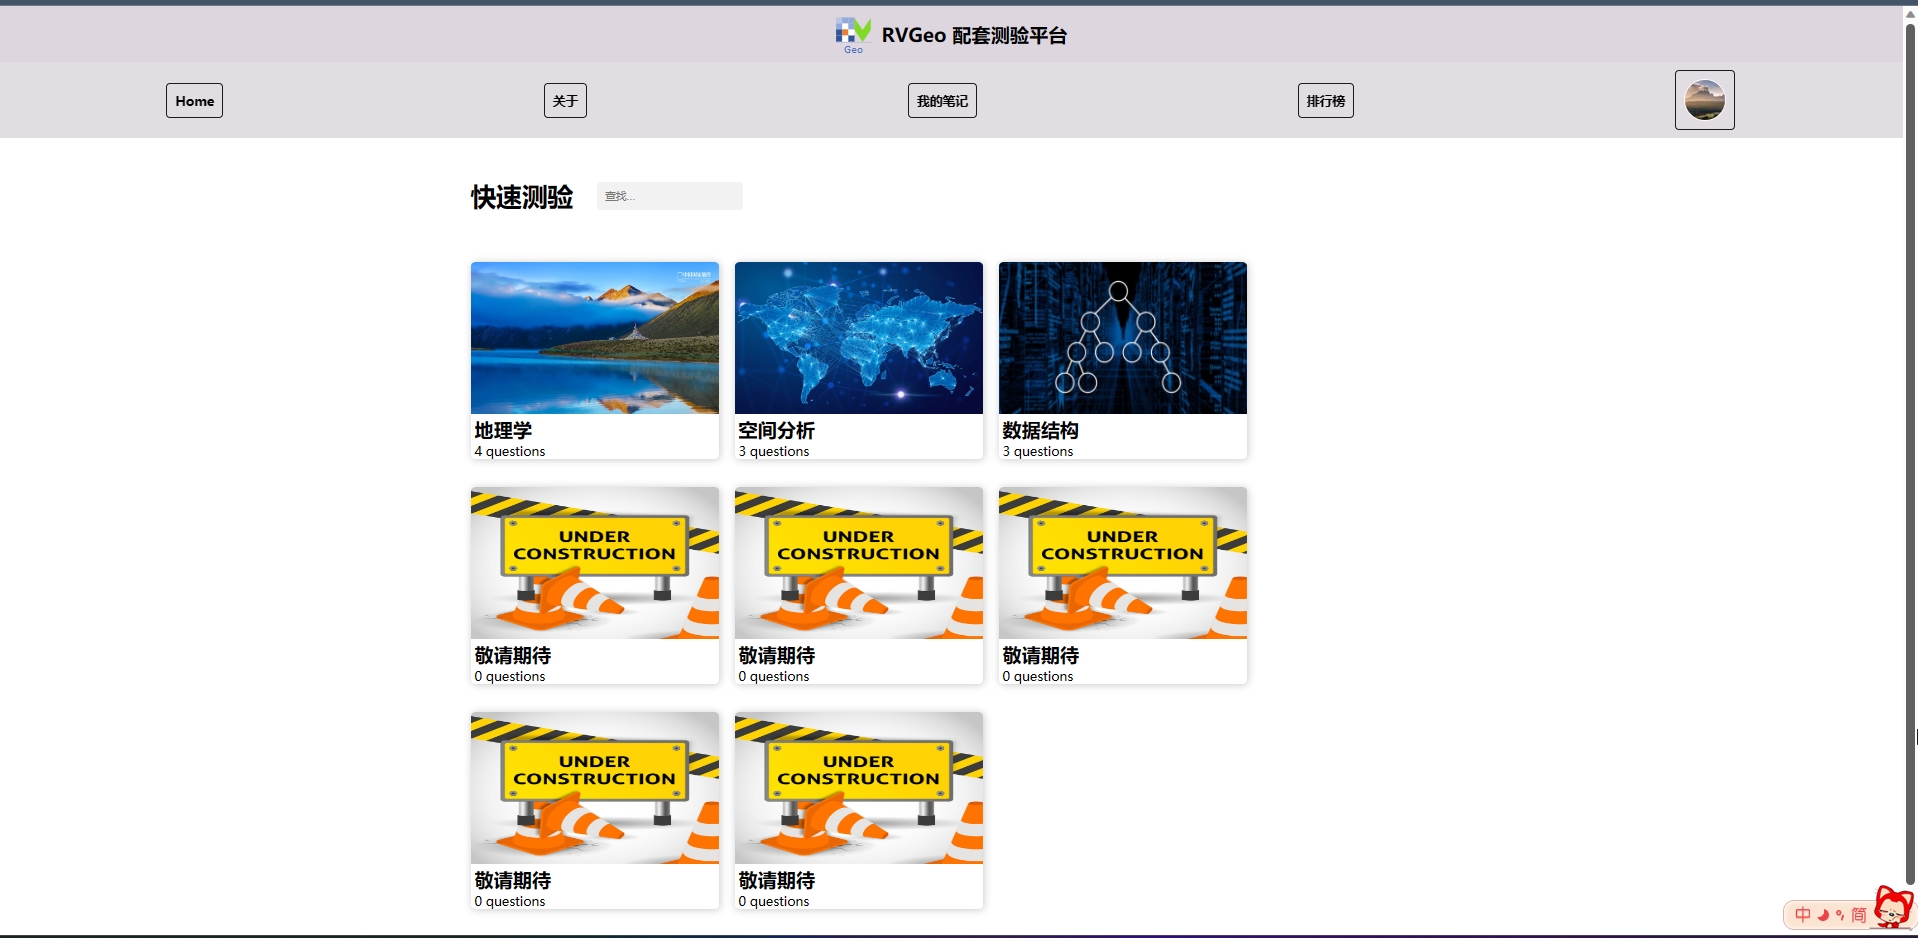 RVGeo 配套测验平台
Geo
Home
关于
我的笔记
排行榜
快速测验
查找...
地理学
4 questions
空间分析
3 questions
数据结构
3 questions
UNDER
CONSTRUCTION
敬请期待
0 questions
UNDER
CONSTRUCTION
敬请期待
0 questions
UNDER
CONSTRUCTION
敬请期待
0 questions
UNDER
CONSTRUCTION
敬请期待
0 questions
UNDER
CONSTRUCTION
敬请期待
0 questions
中
简